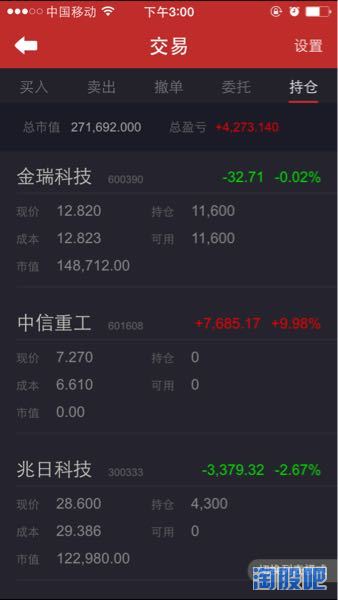 中国移动 下午3:00
交易 设置
买入 卖出 撤单 委托 持仓
总市值 271,692.000 总盈亏 +4,273.140
金瑞科技 600390 -32.71 -0.02%
现价 12.820 持仓 11,600
成本 12.823 可用 11,600
市值 148,712.00
中信重工 601608 +7,685.17 +9.98%
现价 7.270 持仓 0
成本 6.610 可用 0
市值 0.00
兆日科技 300333 -3,379.32 -2.67%
现价 28.600 持仓 4,300
成本 29.386 可用 0
市值 122,980.00
淘股吧